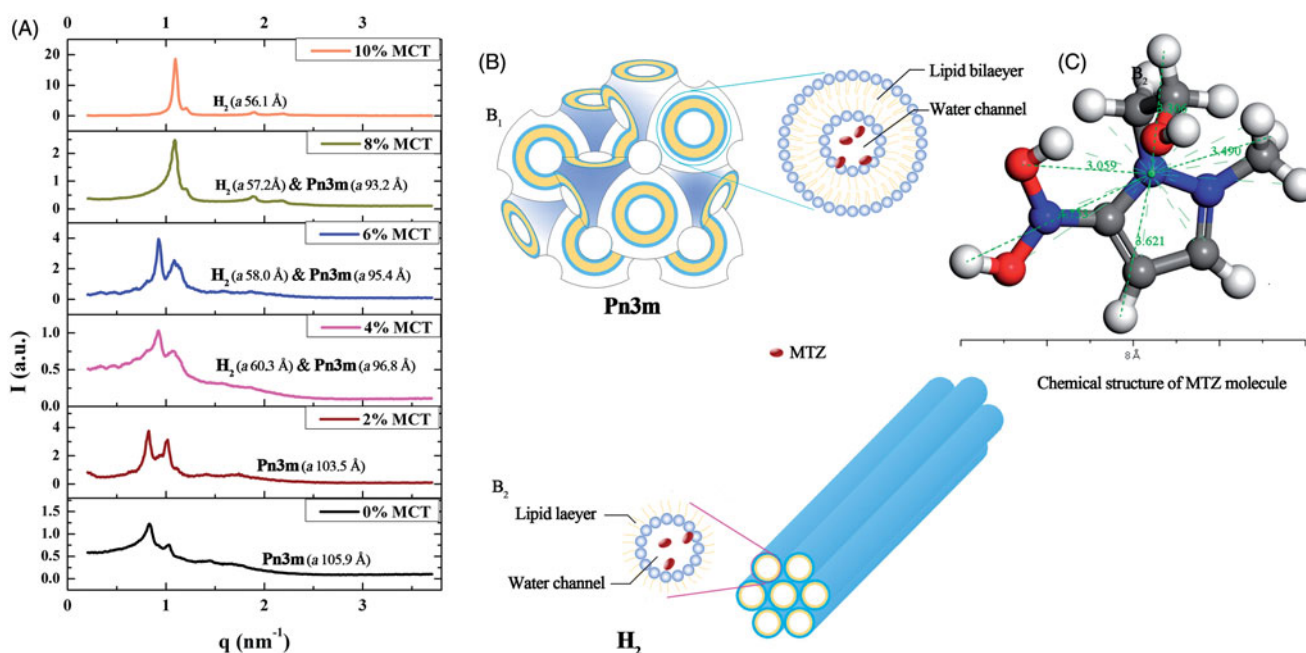 (A)
0 1 2 3
10% MCT
H2 (a 56.1 Å)
20
10
0
8% MCT
H2 (a 57.2Å) & Pn3m (a 93.2 Å)
2
1
0
6% MCT
H2 (a 58.0 Å) & Pn3m (a 95.4 Å)
4
2
0
4% MCT
H2 (a 60.3 Å) & Pn3m (a 96.8 Å)
1.0
0.5
0.0
2% MCT
Pn3m (a 103.5 Å)
4
2
0
0% MCT
Pn3m (a 105.9 Å)
1.5
1.0
0.5
0.0
0 1 2 3
I (a.u.)
q (nm-1)
(B)
B1
Lipid bilaeyer
Water channel
Pn3m
MTZ
B2
Lipid laeyer
Water channel
H2
(C)
B2
3.059
3.490
3.621
8 Å
Chemical structure of MTZ molecule